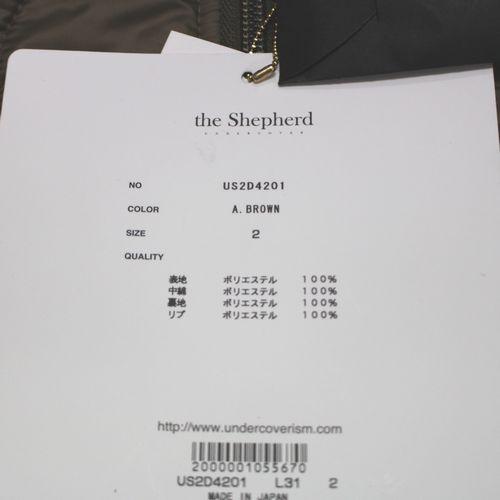 the Shepherd
UNDERCOVER
NO US2D4201
COLOR A.BROWN
SIZE 2
QUALITY
表地 ポリエステル 100%
中綿 ポリエステル 100%
裏地 ポリエステル 100%
リブ ポリエステル 100%
http://www.undercoverism.com/
2000001055670
US2D4201 L31 2
MADE IN JAPAN